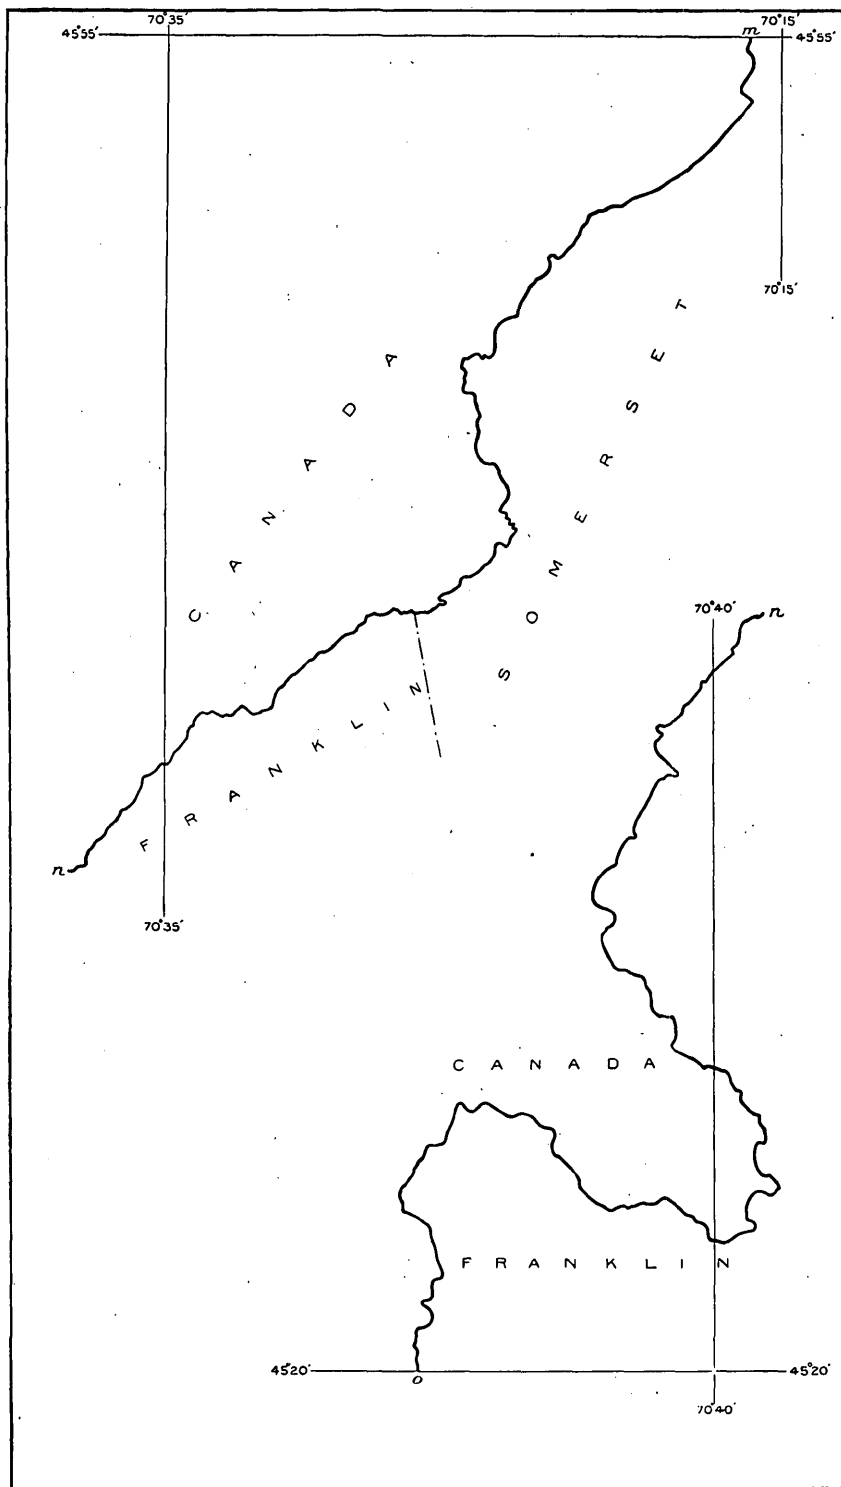 70°35'
70°15'
45°55'
m
45°55'
70°15'
CANADA
SOMERSET
70°40'
n
FRANKLIN
n
70°35'
CANADA
FRANKLIN
45°20'
o
45°20'
70°40'